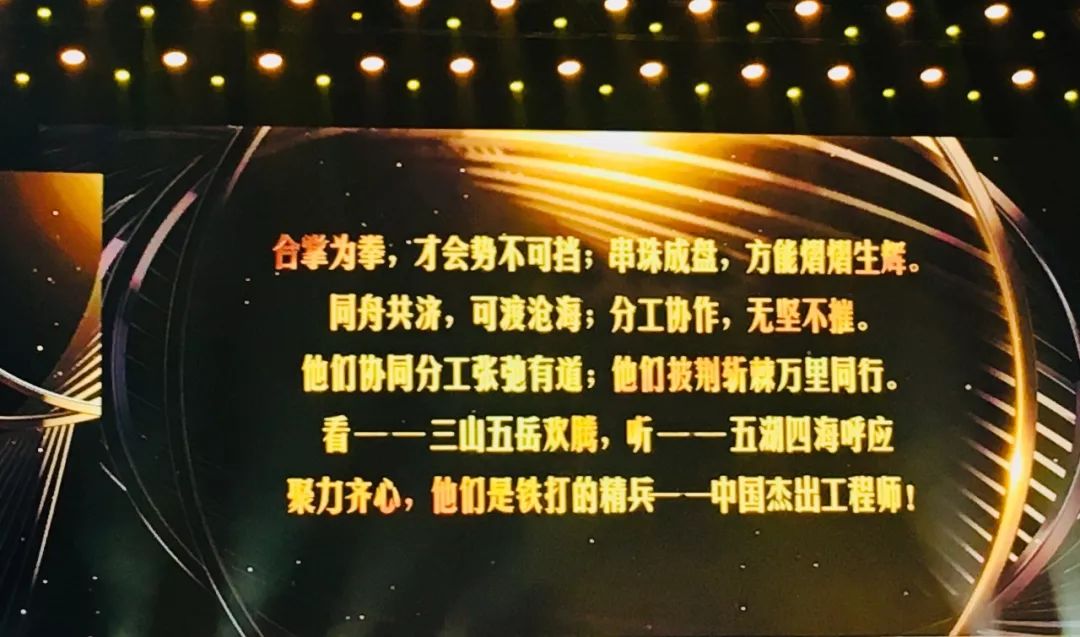 合掌为拳，才会势不可挡；串珠成盘，方能熠熠生辉。
同舟共济，可渡沧海；分工协作，无坚不摧。
他们协同分工张弛有道；他们披荆斩棘万里同行。
看———三山五岳欢腾，听———五湖四海呼应
聚力齐心，他们是铁打的精兵——中国杰出工程师！